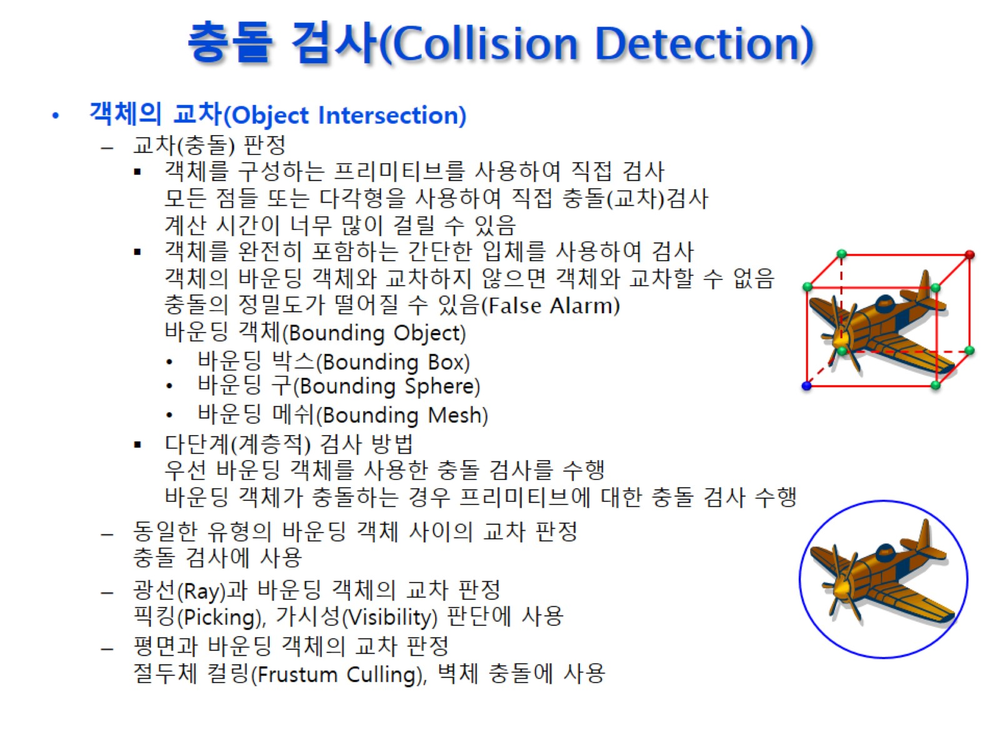 충돌 검사(Collision Detection)
• 객체의 교차(Object Intersection)
– 교차(충돌) 판정
▪ 객체를 구성하는 프리미티브를 사용하여 직접 검사
모든 점들 또는 다각형을 사용하여 직접 충돌(교차)검사
계산 시간이 너무 많이 걸릴 수 있음
▪ 객체를 완전히 포함하는 간단한 입체를 사용하여 검사
객체의 바운딩 객체와 교차하지 않으면 객체와 교차할 수 없음
충돌의 정밀도가 떨어질 수 있음(False Alarm)
바운딩 객체(Bounding Object)
• 바운딩 박스(Bounding Box)
• 바운딩 구(Bounding Sphere)
• 바운딩 메쉬(Bounding Mesh)
▪ 다단계(계층적) 검사 방법
우선 바운딩 객체를 사용한 충돌 검사를 수행
바운딩 객체가 충돌하는 경우 프리미티브에 대한 충돌 검사 수행
– 동일한 유형의 바운딩 객체 사이의 교차 판정
충돌 검사에 사용
– 광선(Ray)과 바운딩 객체의 교차 판정
픽킹(Picking), 가시성(Visibility) 판단에 사용
– 평면과 바운딩 객체의 교차 판정
절두체 컬링(Frustum Culling), 벽체 충돌에 사용